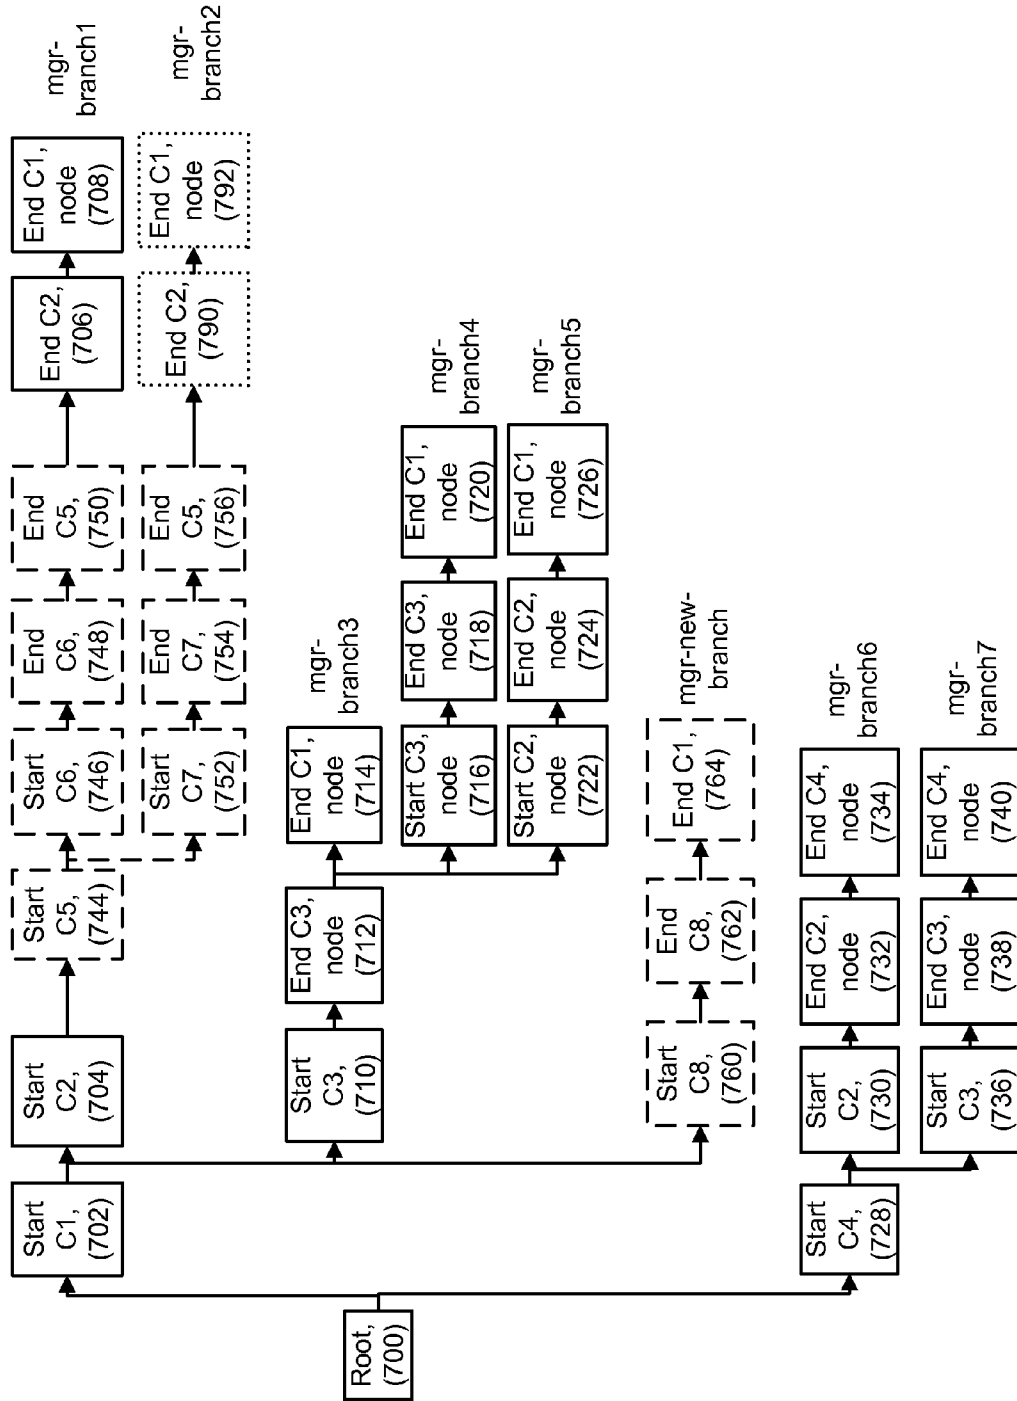 Root,
(700)
Start
C1,
(702)
Start
C2,
(704)
Start
C5,
(744)
Start
C6,
(746)
End
C6,
(748)
End
C5,
(750)
End C2,
(706)
End C1,
node
(708)
mgr-
branch1
Start
C7,
(752)
End
C7,
(754)
End
C5,
(756)
End C2,
(790)
End C1,
node
(792)
mgr-
branch2
Start
C3,
(710)
End C3,
node
(712)
End C1,
node
(714)
mgr-
branch3
Start C3,
node
(716)
End C3,
node
(718)
End C1,
node
(720)
mgr-
branch4
Start C2,
node
(722)
End C2,
node
(724)
End C1,
node
(726)
mgr-
branch5
Start
C8,
(760)
End
C8,
(762)
End C1,
(764)
mgr-new-
branch
Start
C4,
(728)
Start
C2,
(730)
End C2,
node
(732)
End C4,
node
(734)
mgr-
branch6
Start
C3,
(736)
End C3,
node
(738)
End C4,
node
(740)
mgr-
branch7